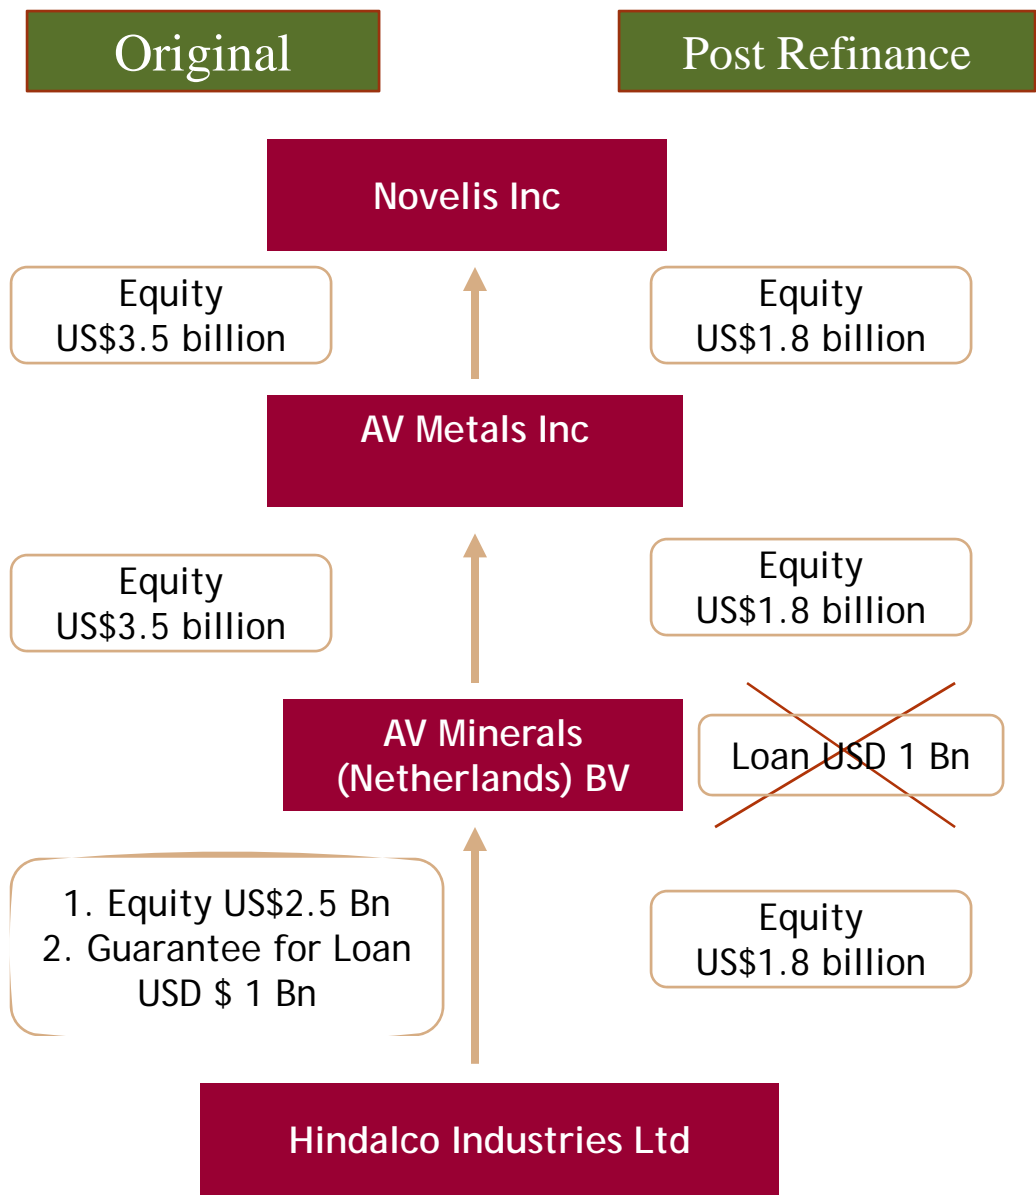 Original
Post Refinance
Novelis Inc
Equity
US$3.5 billion
Equity
US$1.8 billion
AV Metals Inc
Equity
US$3.5 billion
Equity
US$1.8 billion
AV Minerals
(Netherlands) BV
Loan USD 1 Bn
1. Equity US$2.5 Bn
2. Guarantee for Loan
USD $ 1 Bn
Equity
US$1.8 billion
Hindalco Industries Ltd